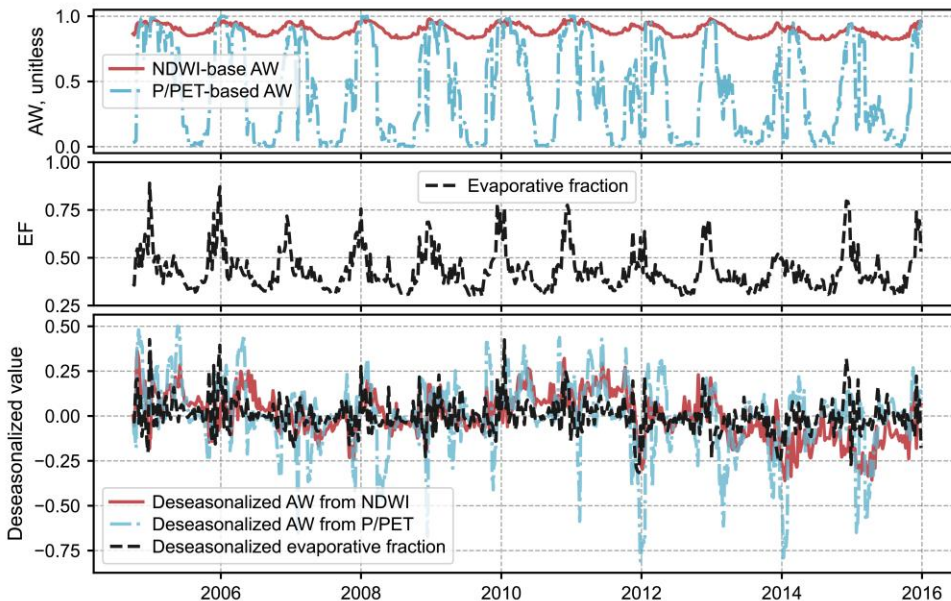 AW, unitless
1.0
0.5
0.0
NDWI-base AW
P/PET-based AW
EF
1.00
0.75
0.50
0.25
Evaporative fraction
Deseasonalized value
0.50
0.25
0.00
−0.25
−0.50
−0.75
Deseasonalized AW from NDWI
Deseasonalized AW from P/PET
Deseasonalized evaporative fraction
2006
2008
2010
2012
2014
2016